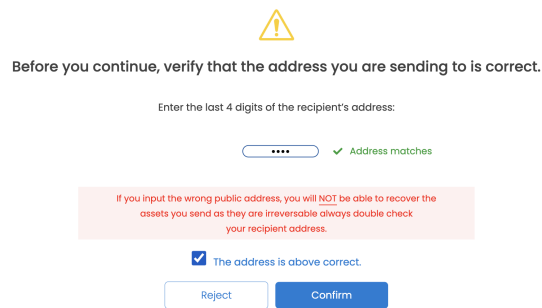 Before you continue, verify that the address you are sending to is correct.
Enter the last 4 digits of the recipient's address:
••••
Address matches
If you input the wrong public address, you will NOT be able to recover the
assets you send as they are irreversable always double check
your recipient address.
The address is above correct.
Reject
Confirm